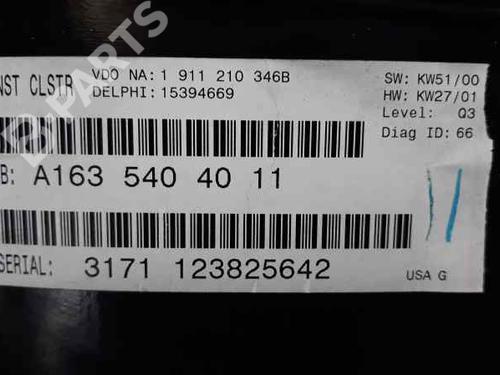 NST CLSTR
VDO NA: 1 911 210 346B
DELPHI: 15394669
SW: KW51/00
HW: KW27/01
Level: Q3
Diag ID: 66
B: A163 540 40 11
SERIAL: 3171 123825642
USA G
B-PARTS